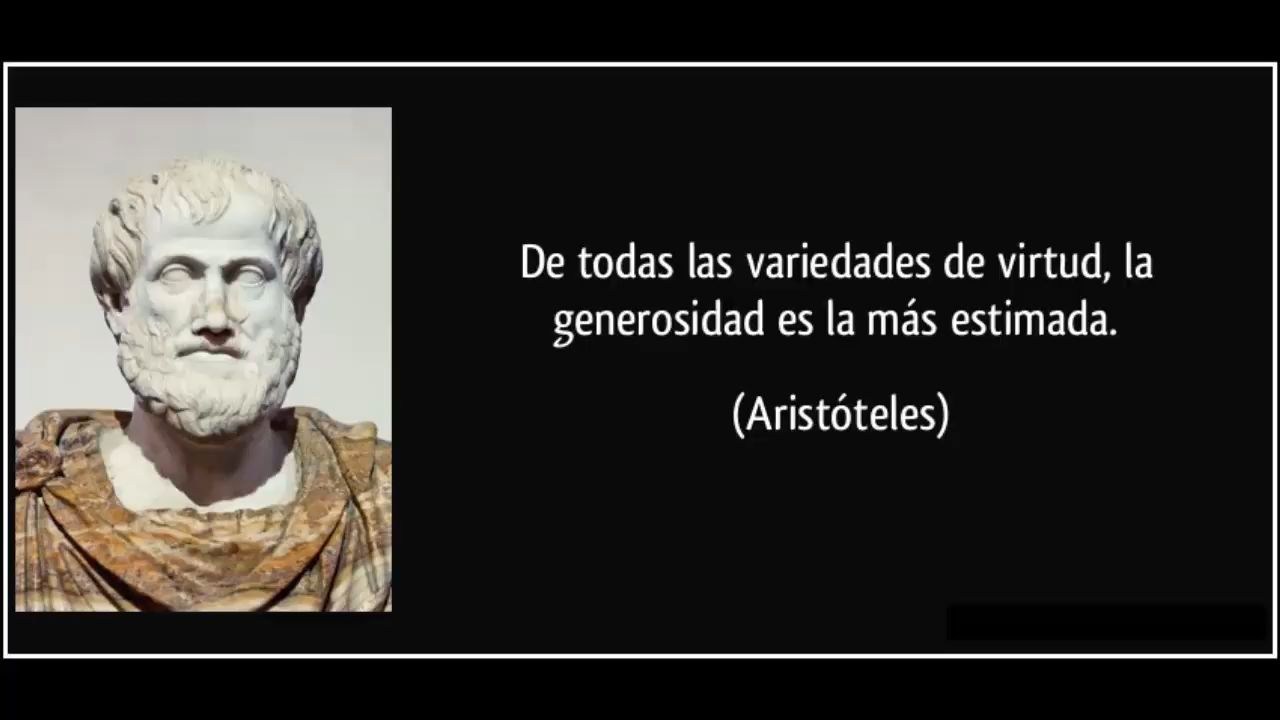 De todas las variedades de virtud, la
generosidad es la más estimada.
(Aristóteles)